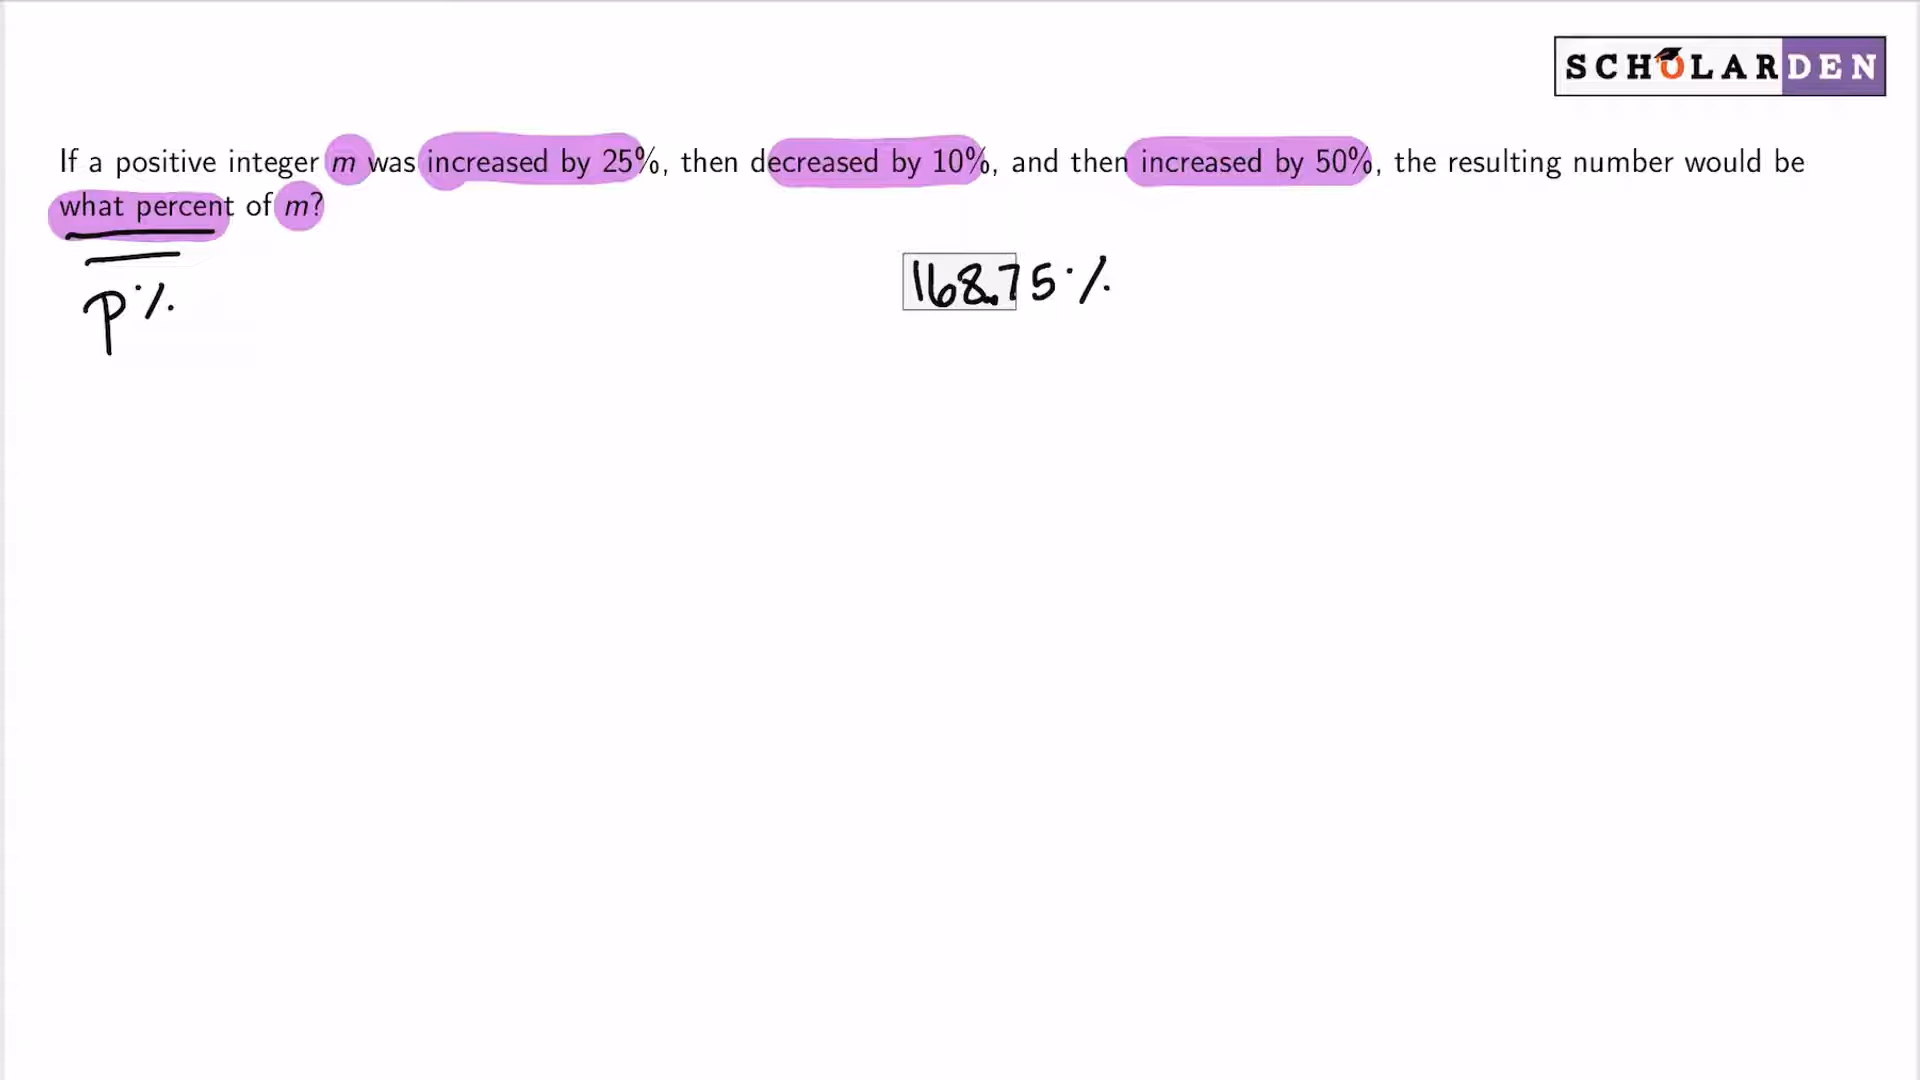 SCHOLARDEN
If a positive integer m was increased by 25%, then decreased by 10%, and then increased by 50%, the resulting number would be
what percent of m?
168.75%
p%